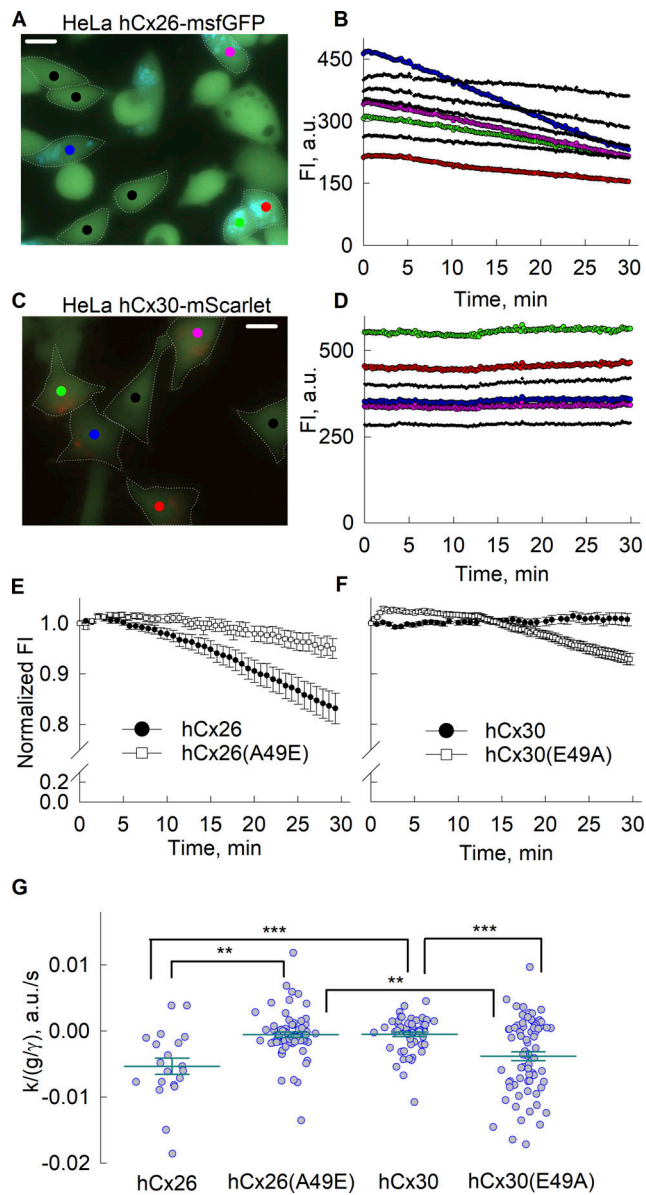 A
HeLa hCx26-msfGFP
B
450
300
150
0
FI, a.u.
0 5 10 15 20 25 30
Time, min
C
HeLa hCx30-mScarlet
D
500
250
0
FI, a.u.
0 5 10 15 20 25 30
Time, min
E
1.0
0.9
0.8
0.2
0.0
Normalized FI
hCx26
hCx26(A49E)
0 5 10 15 20 25 30
Time, min
F
hCx30
hCx30(E49A)
0 5 10 15 20 25 30
Time, min
G
0.01
0.00
-0.01
-0.02
k/(g/γ), a.u./s
***
**
***
**
hCx26 hCx26(A49E) hCx30 hCx30(E49A)